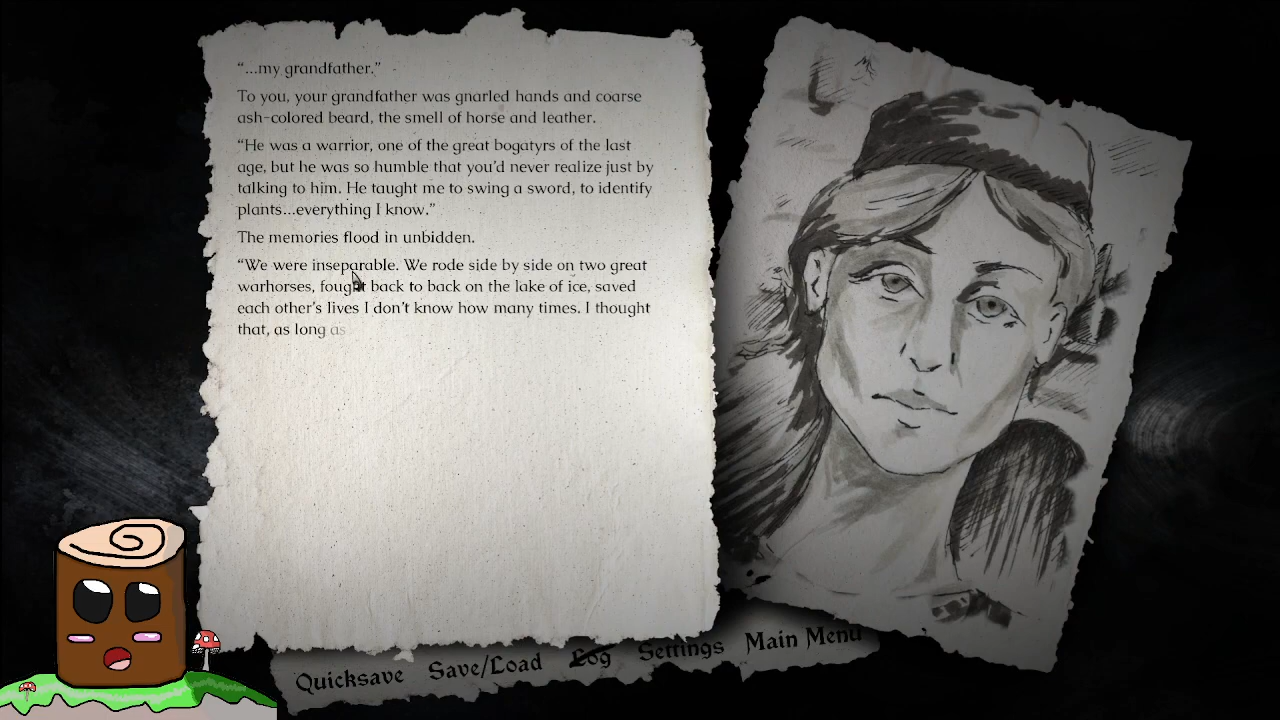 “...my grandfather.”
To you, your grandfather was gnarled hands and coarse
ash-colored beard, the smell of horse and leather.
“He was a warrior, one of the great bogatyrs of the last
age, but he was so humble that you’d never realize just by
talking to him. He taught me to swing a sword, to identify
plants...everything I know.”
The memories flood in unbidden.
“We were inseparable. We rode side by side on two great
warhorses, fought back to back on the lake of ice, saved
each other’s lives I don’t know how many times. I thought
that, as long as
Quicksave Save/Load Log Settings Main Menu